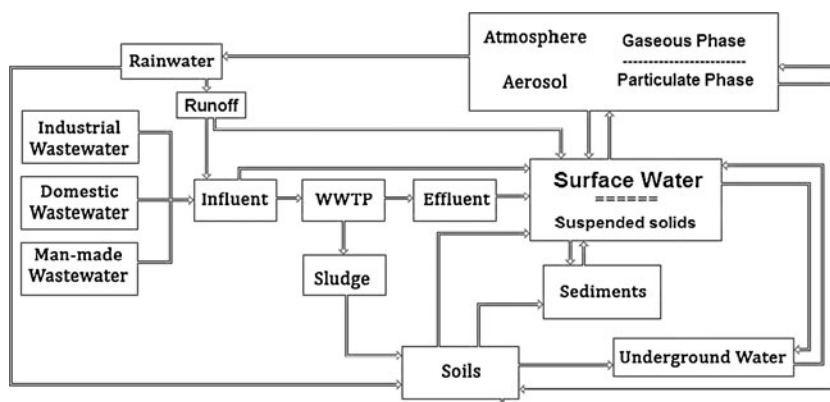 Atmosphere
Gaseous Phase
Aerosol
Particulate Phase
Rainwater
Runoff
Industrial
Wastewater
Domestic
Wastewater
Man-made
Wastewater
Influent
WWTP
Effluent
Surface Water
Suspended solids
Sludge
Sediments
Soils
Underground Water